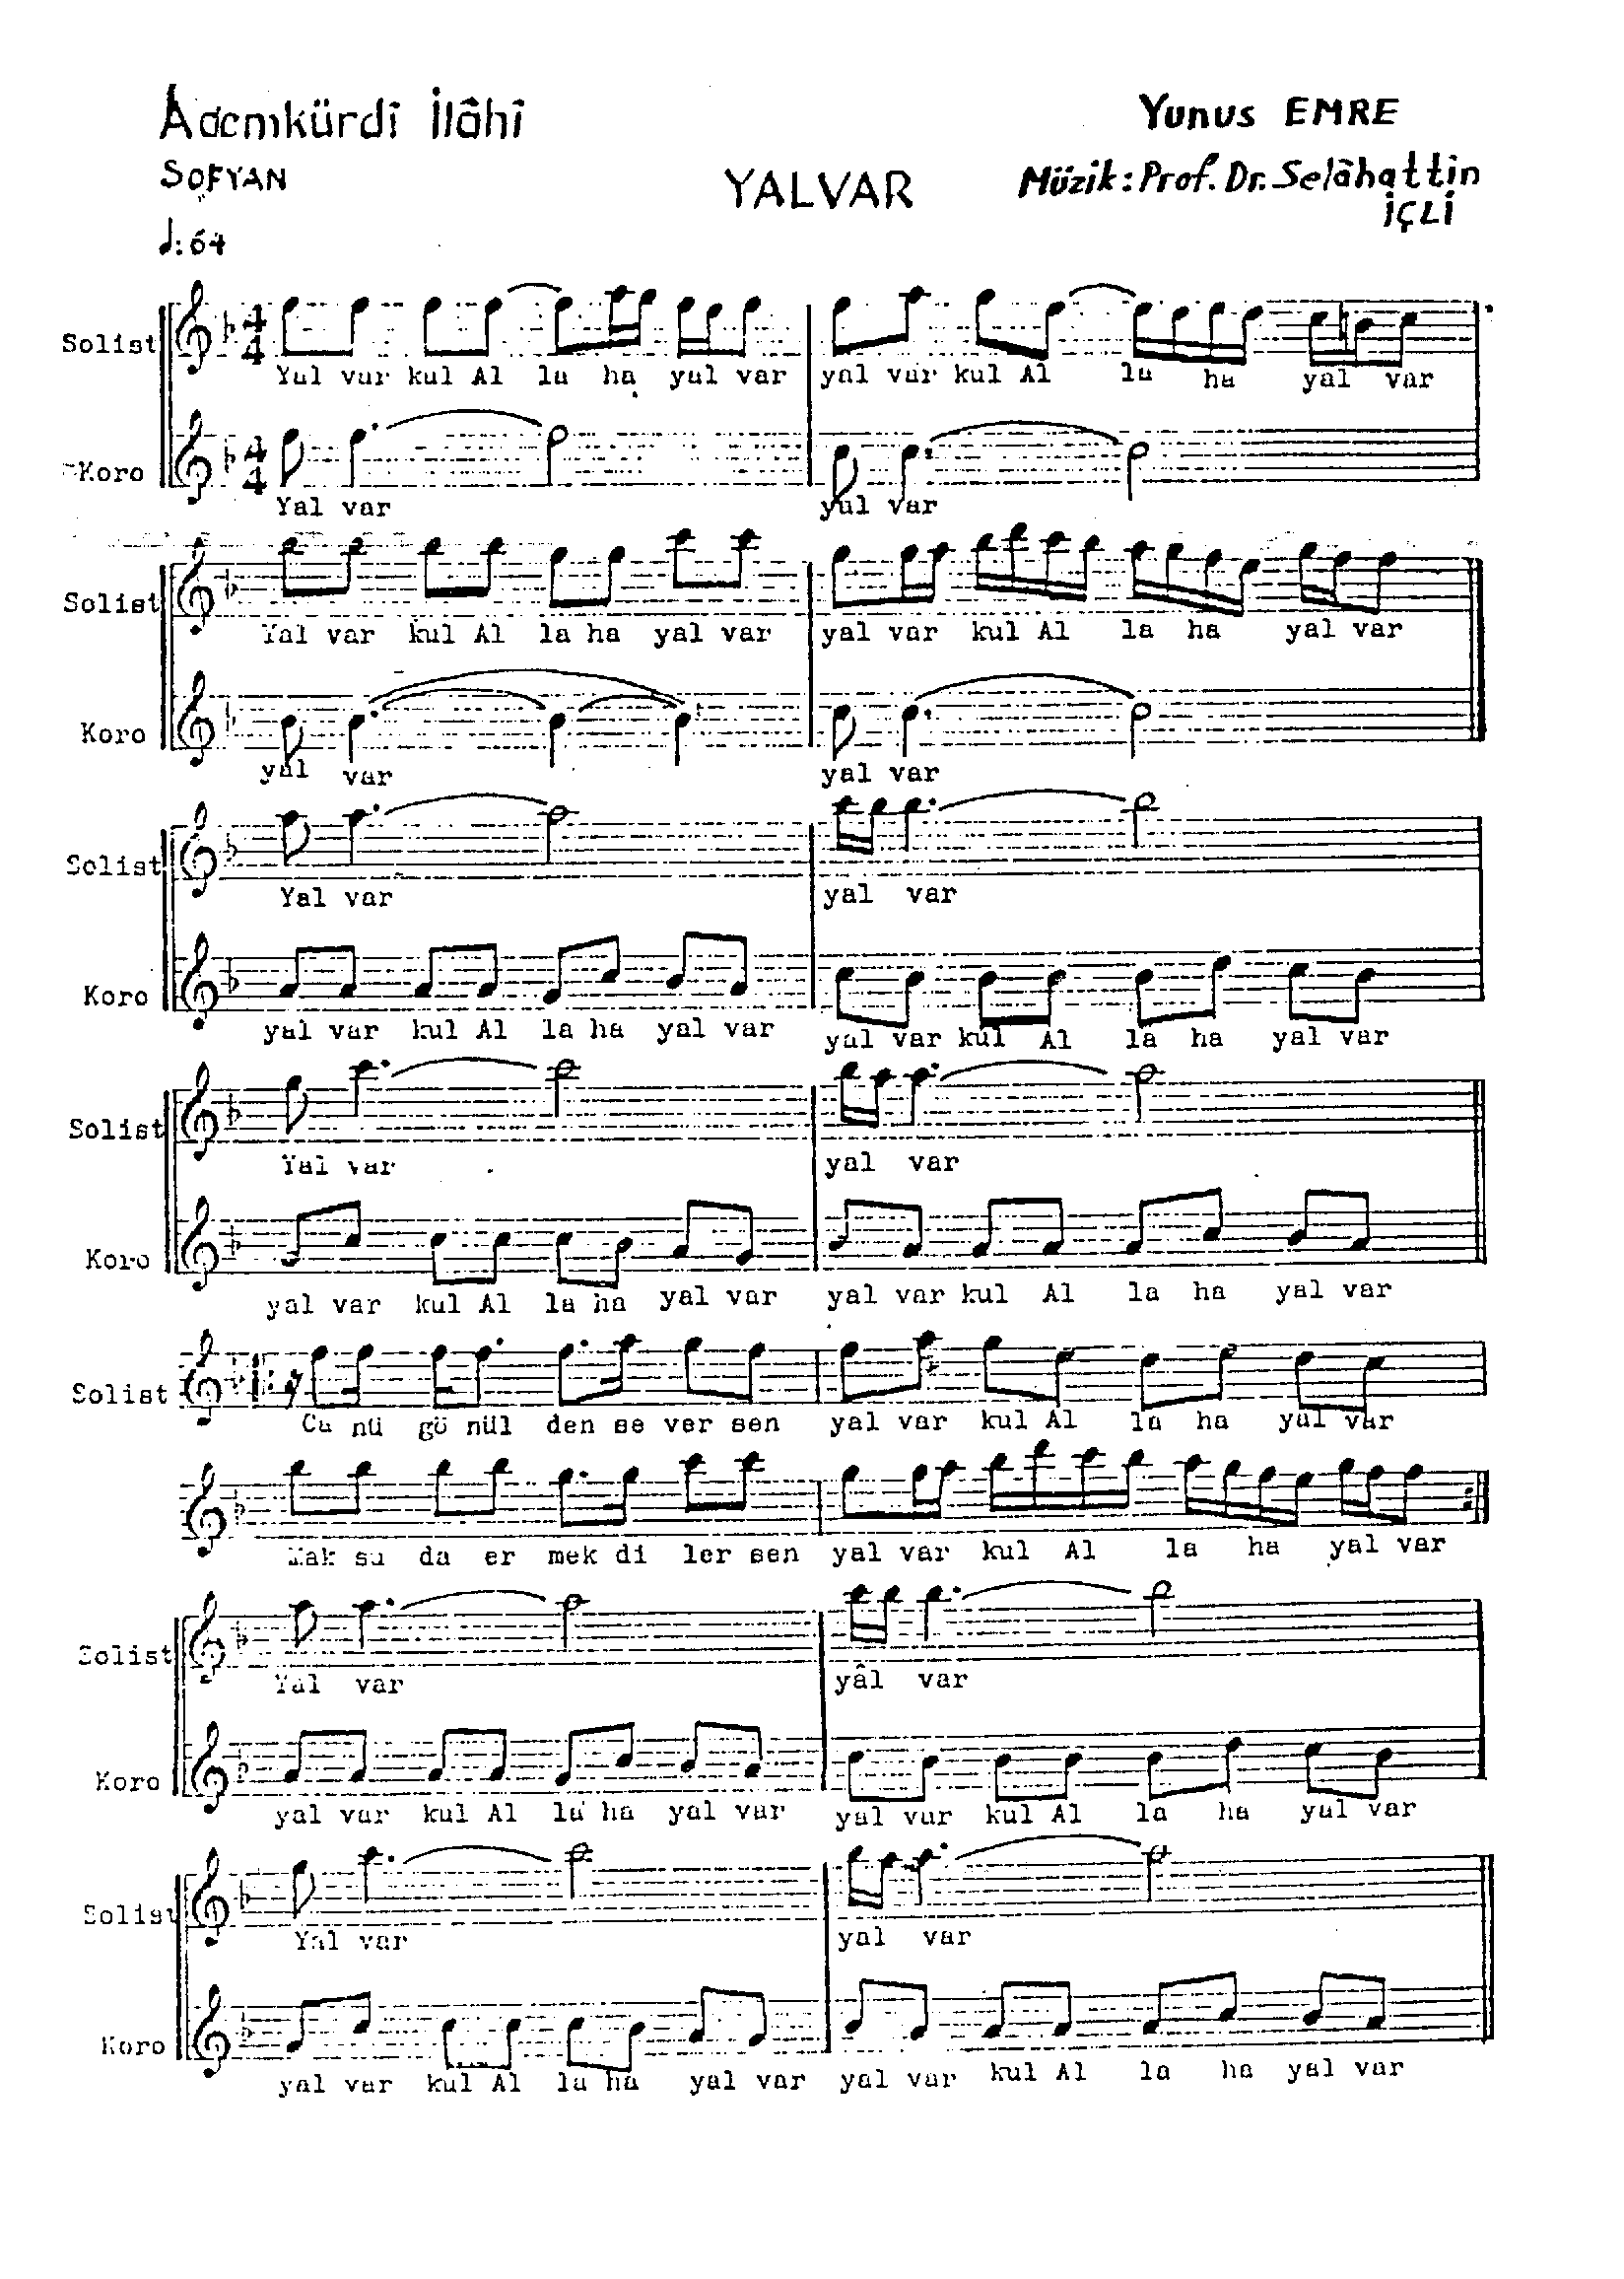 Acemkürdî İlâhî
Yunus EMRE
SOFYAN
YALVAR
Müzik: Prof. Dr. Selâhattin
İÇLİ
♩: 64
Solist
4 4
Yal var kul Al la ha yal var yal var kul Al la ha yal var
Koro
4 4
Yal var yal var
Solist
Yal var kul Al la ha yal var yal var kul Al la ha yal var
Koro
yal var yal var
Solist
Yal var yal var
Koro
yal var kul Al la ha yal var yal var kul Al la ha yal var
Solist
Yal var yal var
Koro
yal var kul Al la ha yal var yal var kul Al la ha yal var
Solist
Ca nü gö nül den se ver sen yal var kul Al la ha yal var
Mak su da er mek di ler sen yal var kul Al la ha yal var
Solist
Yal var yâl var
Koro
yal var kul Al la ha yal var yal var kul Al la ha yal var
Solist
Yal var yal var
Koro
yal var kul Al la ha yal var yal var kul Al la ha yal var